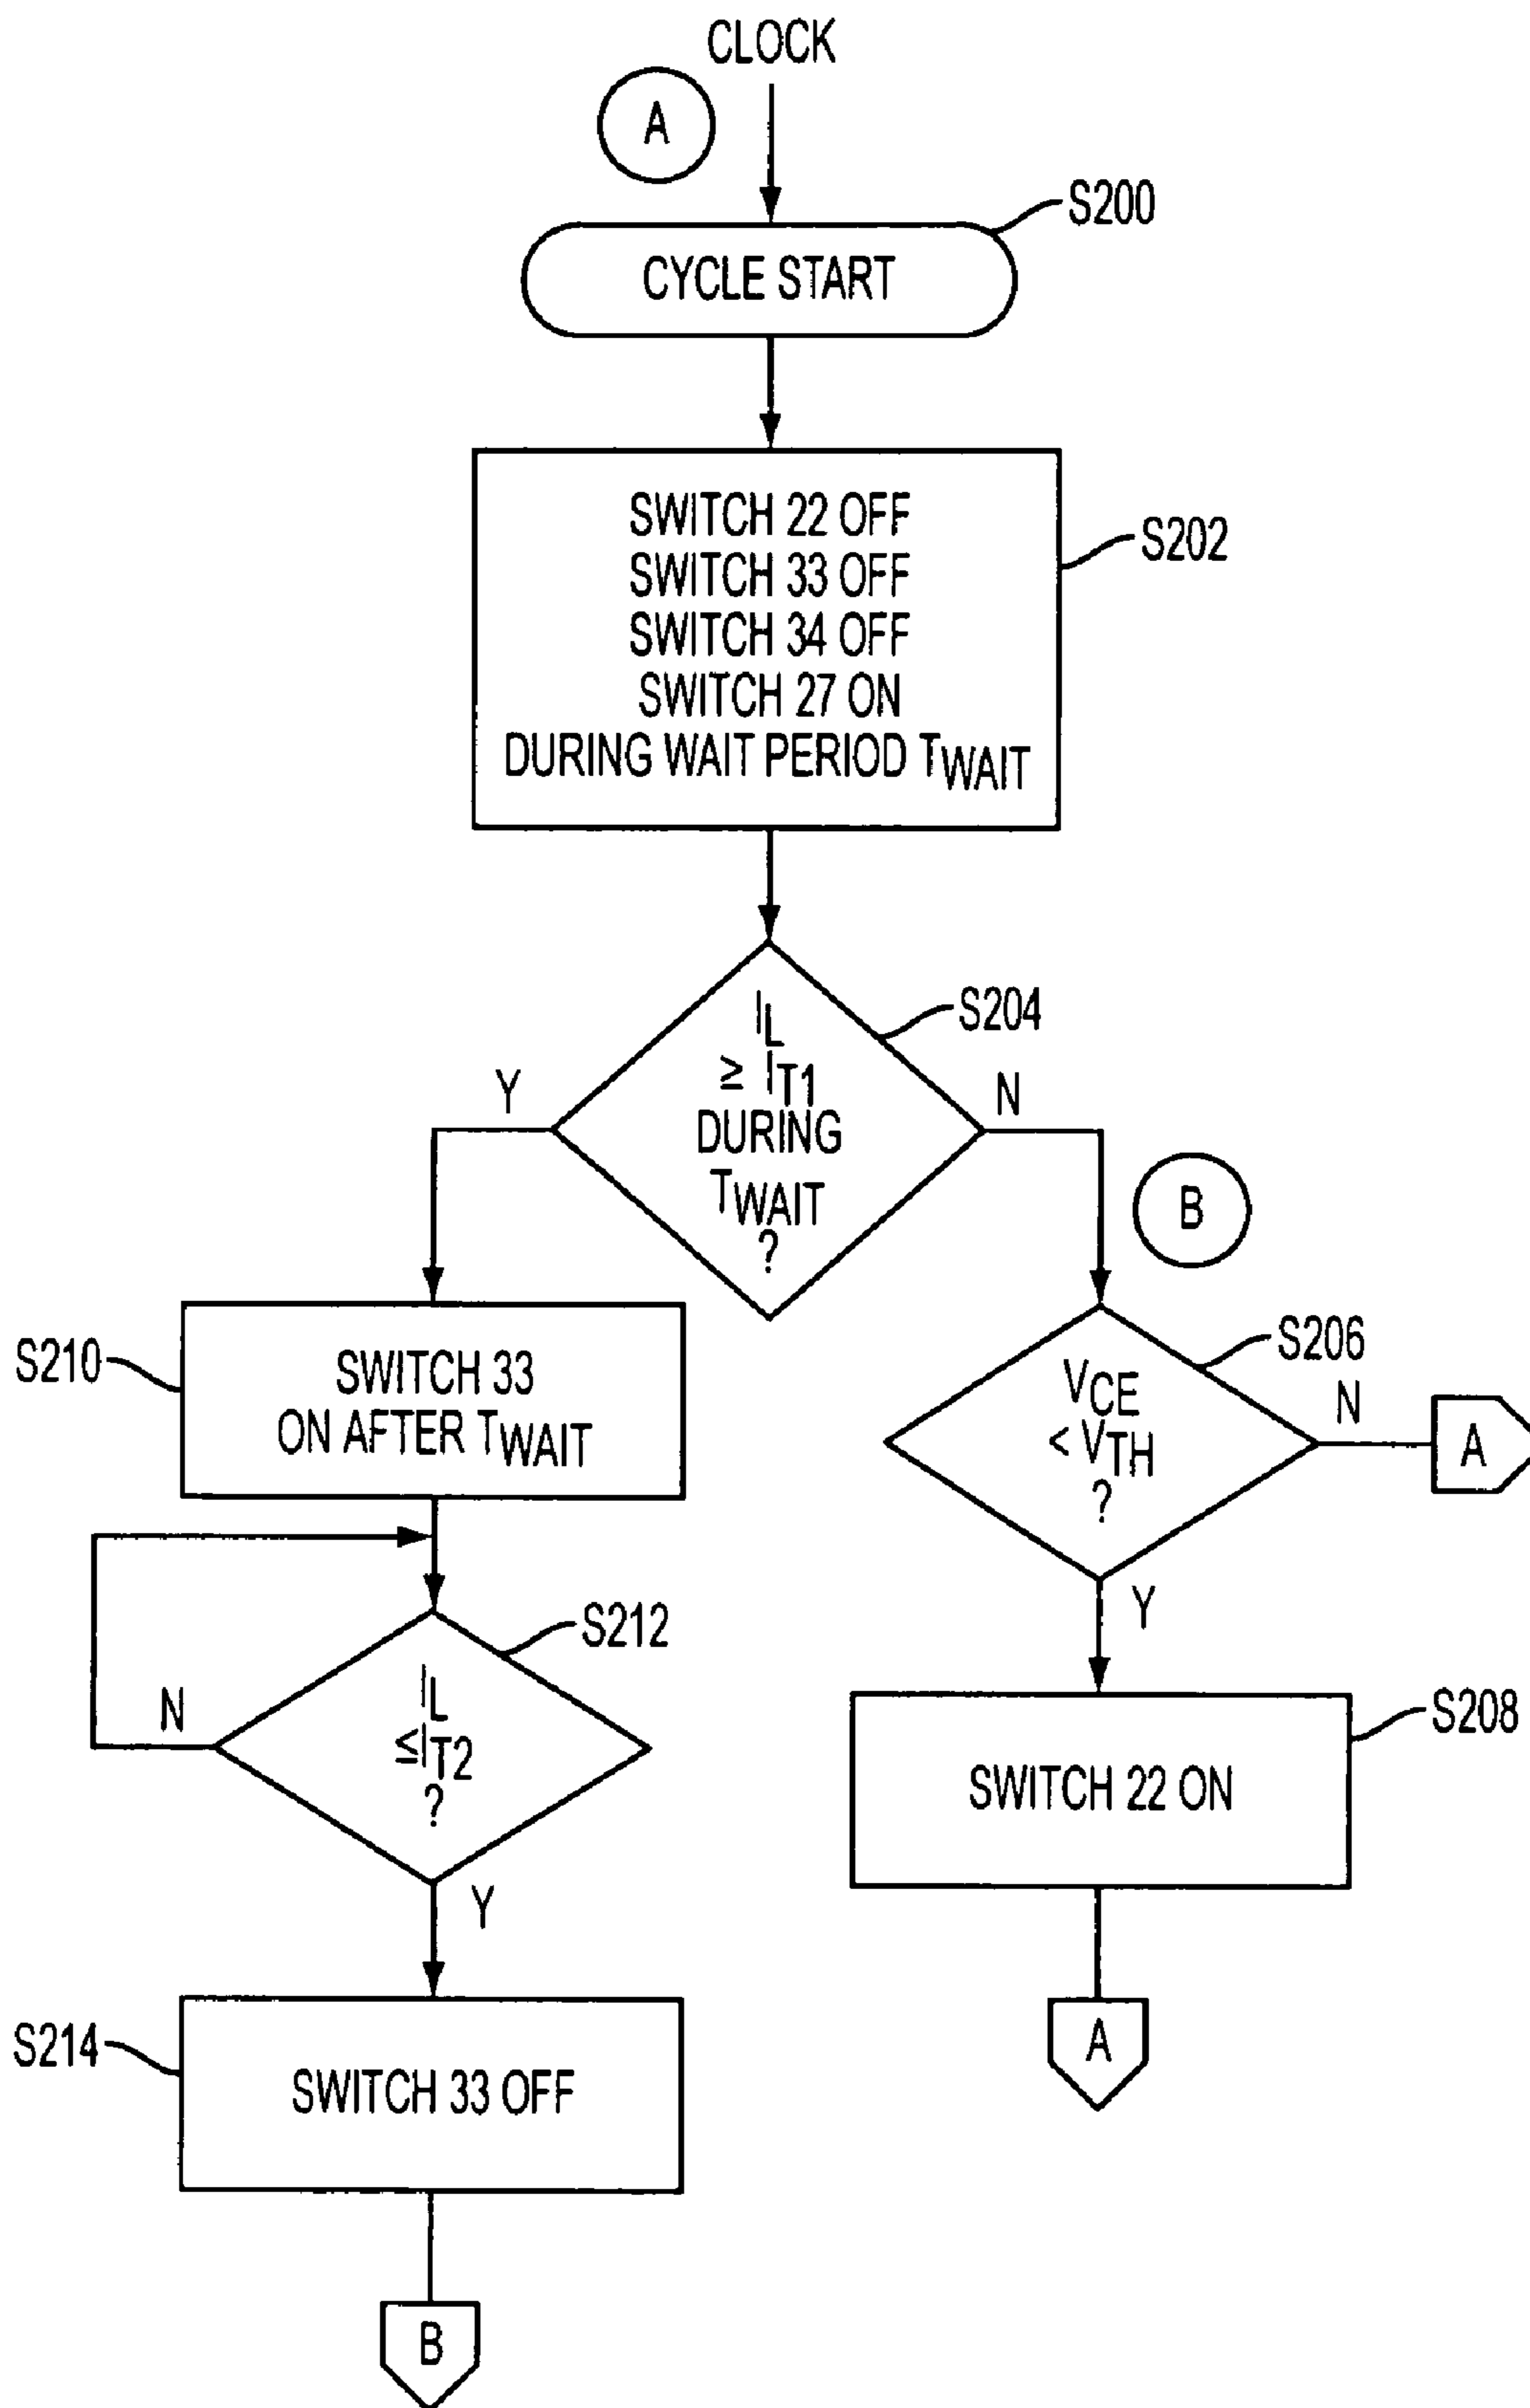 CLOCK
A
S200
CYCLE START
SWITCH 22 OFF
SWITCH 33 OFF
SWITCH 34 OFF
SWITCH 27 ON
DURING WAIT PERIOD TWAIT
S202
IL
≥ IT1
DURING
TWAIT
?
S204
Y
N
B
S210
SWITCH 33
ON AFTER TWAIT
VCE
< VTH
?
S206
N
A
Y
S212
IL
≤IT2
?
N
Y
S208
SWITCH 22 ON
A
S214
SWITCH 33 OFF
B